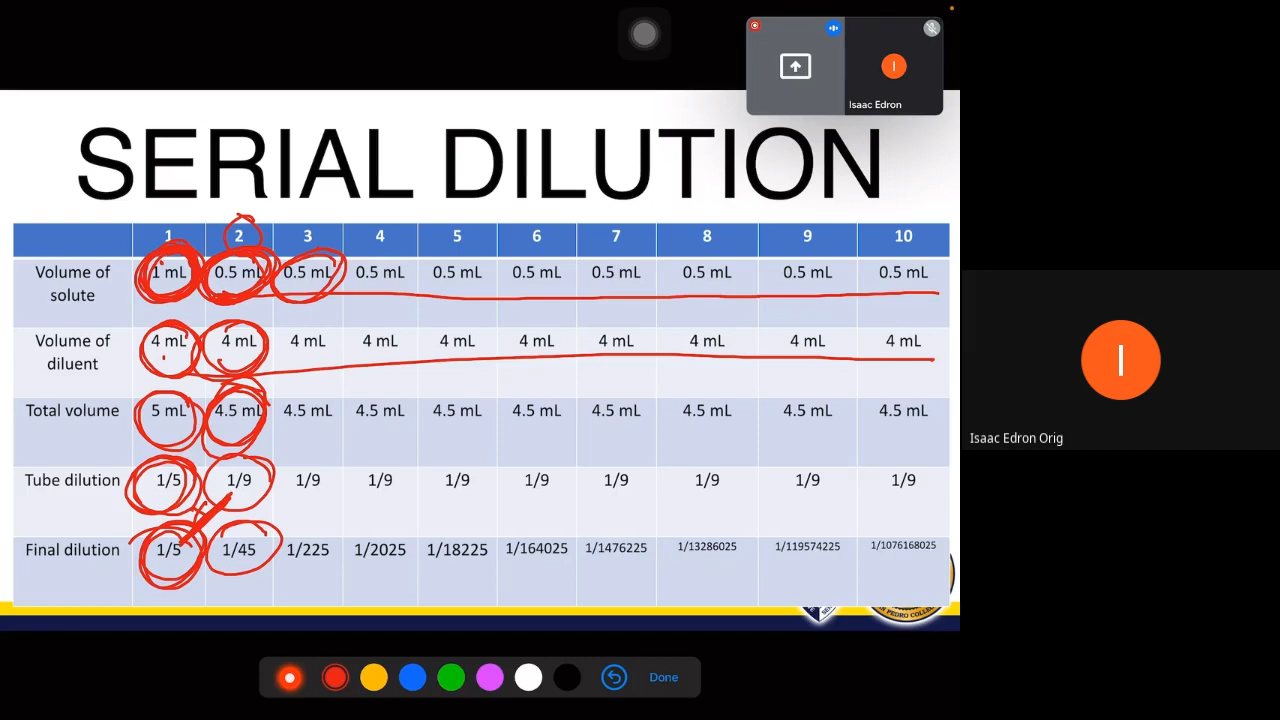 I
Isaac Edron
SERIAL DILUTION
1 2 3 4 5 6 7 8 9 10
Volume of solute 1 mL 0.5 mL 0.5 mL 0.5 mL 0.5 mL 0.5 mL 0.5 mL 0.5 mL 0.5 mL 0.5 mL
Volume of diluent 4 mL 4 mL 4 mL 4 mL 4 mL 4 mL 4 mL 4 mL 4 mL 4 mL
Total volume 5 mL 4.5 mL 4.5 mL 4.5 mL 4.5 mL 4.5 mL 4.5 mL 4.5 mL 4.5 mL 4.5 mL
Tube dilution 1/5 1/9 1/9 1/9 1/9 1/9 1/9 1/9 1/9 1/9
Final dilution 1/5 1/45 1/225 1/2025 1/18225 1/164025 1/1476225 1/13286025 1/119574225 1/1076168025
PEDRO COLLEG
Done
I
Isaac Edron Orig